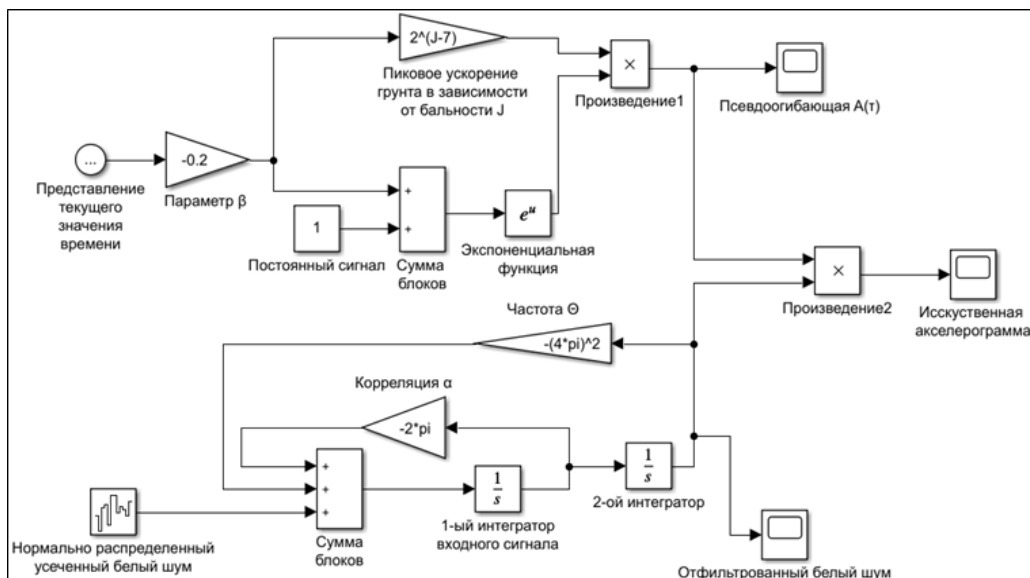 2^(J-7)
×
Пиковое ускорение
грунта в зависимости
от бальности J
Произведение1
Псевдоогибающая A(τ)
...
-0.2
Представление
текущего
значения
времени
Параметр β
+
+
1
e^u
Постоянный сигнал
Сумма
блоков
Экспоненциальная
функция
×
Произведение2
Исскуственная
акселерограмма
Частота Θ
-(4*pi)^2
Корреляция α
-2*pi
+
+
+
1
s
1
s
2-ой интегратор
1-ый интегратор
входного сигнала
Сумма
блоков
Нормально распределенный
усеченный белый шум
Отфильтрованный белый шум